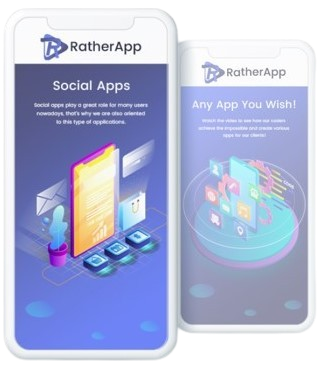 RatherApp
Social Apps
Social apps play a great role for many users
nowadays, that's why we are also oriented
to this type of applications.
RatherApp
Any App You Wish!
Watch the video to see how our coders
achieve the impossible and create various
apps for our clients!